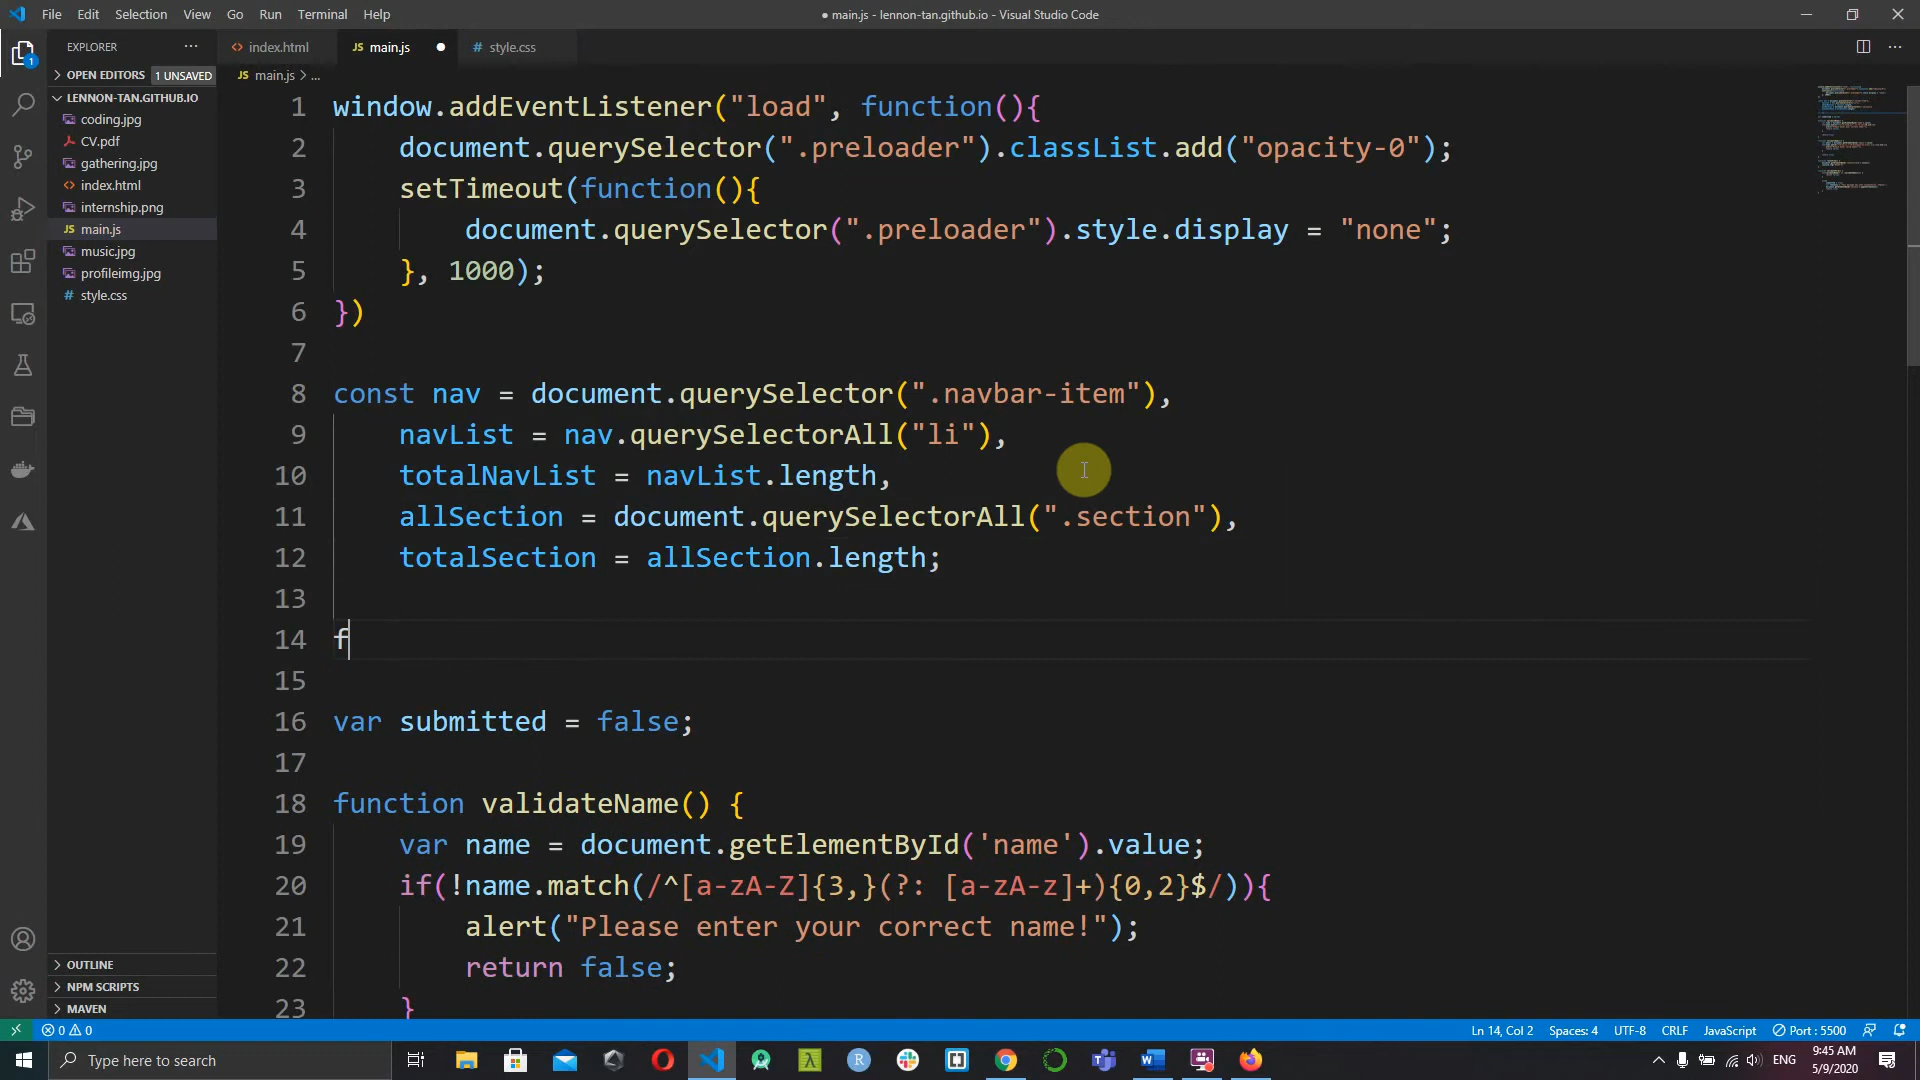 File Edit Selection View Go Run Terminal Help
● main.js - lennon-tan.github.io - Visual Studio Code
EXPLORER ···
index.html
JS main.js ●
# style.css
OPEN EDITORS 1 UNSAVED
JS main.js > ...
LENNON-TAN.GITHUB.IO
coding.jpg
CV.pdf
gathering.jpg
index.html
internship.png
JS main.js
music.jpg
profileimg.jpg
# style.css
1 window.addEventListener("load", function(){
2 document.querySelector(".preloader").classList.add("opacity-0");
3 setTimeout(function(){
4 document.querySelector(".preloader").style.display = "none";
5 }, 1000);
6 })
7
8 const nav = document.querySelector(".navbar-item"),
9 navList = nav.querySelectorAll("li"),
10 totalNavList = navList.length,
11 allSection = document.querySelectorAll(".section"),
12 totalSection = allSection.length;
13
14 f
15
16 var submitted = false;
17
18 function validateName() {
19 var name = document.getElementById('name').value;
20 if(!name.match(/^[a-zA-Z]{3,}(?: [a-zA-z]+){0,2}$/)){
21 alert("Please enter your correct name!");
22 return false;
23 }
OUTLINE
NPM SCRIPTS
MAVEN
0 0
Ln 14, Col 2 Spaces: 4 UTF-8 CRLF JavaScript Port : 5500
Type here to search
ENG
9:45 AM
5/9/2020